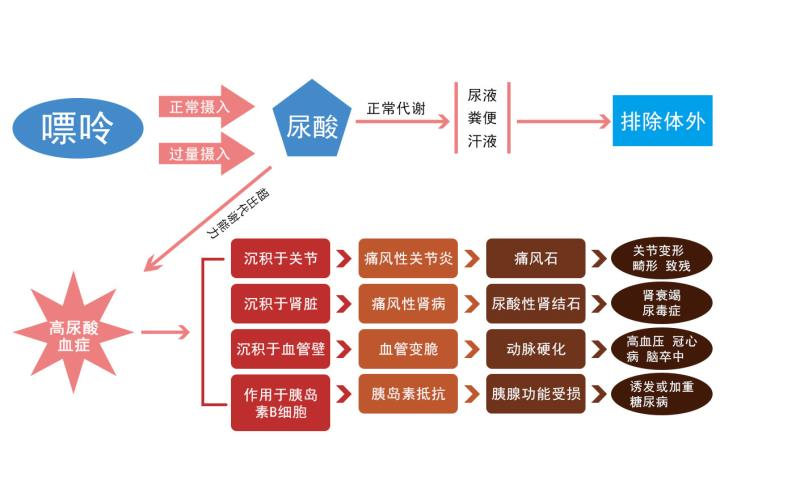 嘌呤
正常摄入
过量摄入
尿酸
正常代谢
尿液
粪便
汗液
排除体外
超出代谢能力
高尿酸
血症
沉积于关节
痛风性关节炎
痛风石
关节变形
畸形 致残
沉积于肾脏
痛风性肾病
尿酸性肾结石
肾衰竭
尿毒症
沉积于血管壁
血管变脆
动脉硬化
高血压 冠心
病 脑卒中
作用于胰岛
素B细胞
胰岛素抵抗
胰腺功能受损
诱发或加重
糖尿病